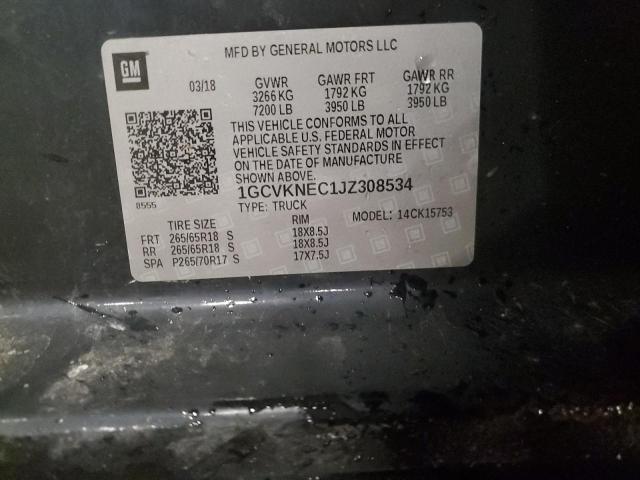 GM
MFD BY GENERAL MOTORS LLC
03/18 GVWR GAWR FRT GAWR RR
3266 KG 1792 KG 1792 KG
7200 LB 3950 LB 3950 LB
THIS VEHICLE CONFORMS TO ALL
APPLICABLE U.S. FEDERAL MOTOR
VEHICLE SAFETY STANDARDS IN EFFECT
ON THE DATE OF MANUFACTURE
SHOWN ABOVE.
8555
1GCVKNEC1JZ308534
TYPE: TRUCK MODEL: 14CK15753
TIRE SIZE RIM
FRT 265/65R18 S 18X8.5J
RR 265/65R18 S 18X8.5J
SPA P265/70R17 S 17X7.5J